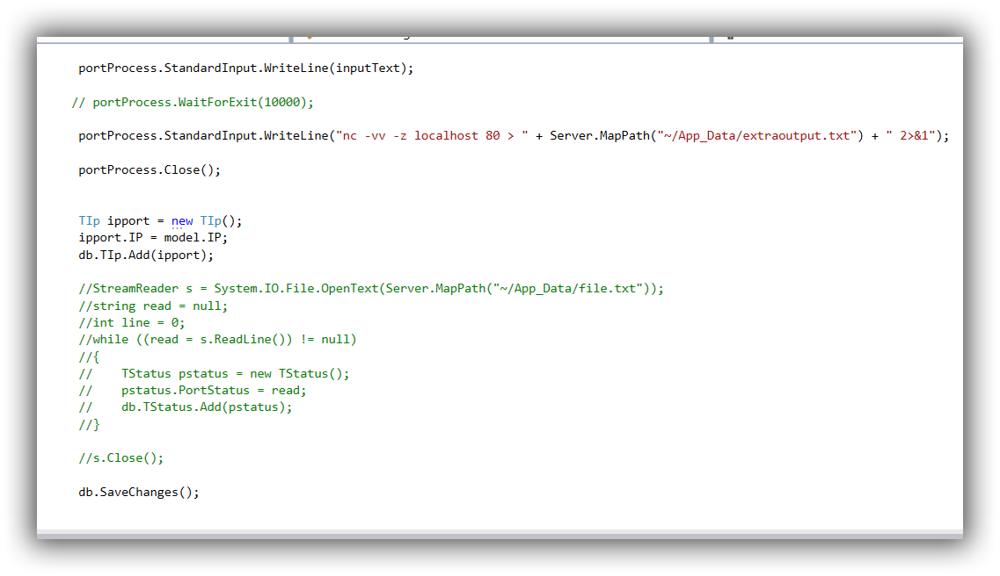 portProcess.StandardInput.WriteLine(inputText);
// portProcess.WaitForExit(10000);
portProcess.StandardInput.WriteLine("nc -vv -z localhost 80 > " + Server.MapPath("~/App_Data/extraoutput.txt") + " 2>&1");
portProcess.Close();
TIp ipport = new TIp();
ipport.IP = model.IP;
db.TIp.Add(ipport);
//StreamReader s = System.IO.File.OpenText(Server.MapPath("~/App_Data/file.txt"));
//string read = null;
//int line = 0;
//while ((read = s.ReadLine()) != null)
//{
//    TStatus pstatus = new TStatus();
//    pstatus.PortStatus = read;
//    db.TStatus.Add(pstatus);
//}
//s.Close();
db.SaveChanges();